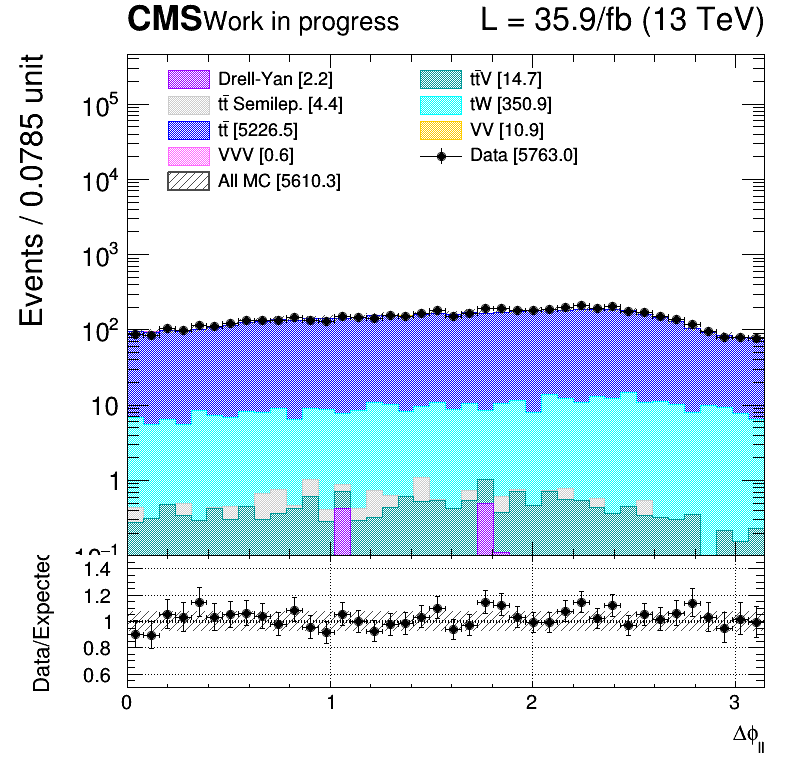 CMS Work in progress L = 35.9/fb (13 TeV)
Drell-Yan [2.2]
tt̄ Semilep. [4.4]
tt̄ [5226.5]
VVV [0.6]
All MC [5610.3]
tt̄V [14.7]
tW [350.9]
VV [10.9]
Data [5763.0]
Events / 0.0785 unit
10⁵
10⁴
10³
10²
10
1
10⁻¹
Data/Expected
1.4
1.2
1
0.8
0.6
0 1 2 3
Δϕ_ll